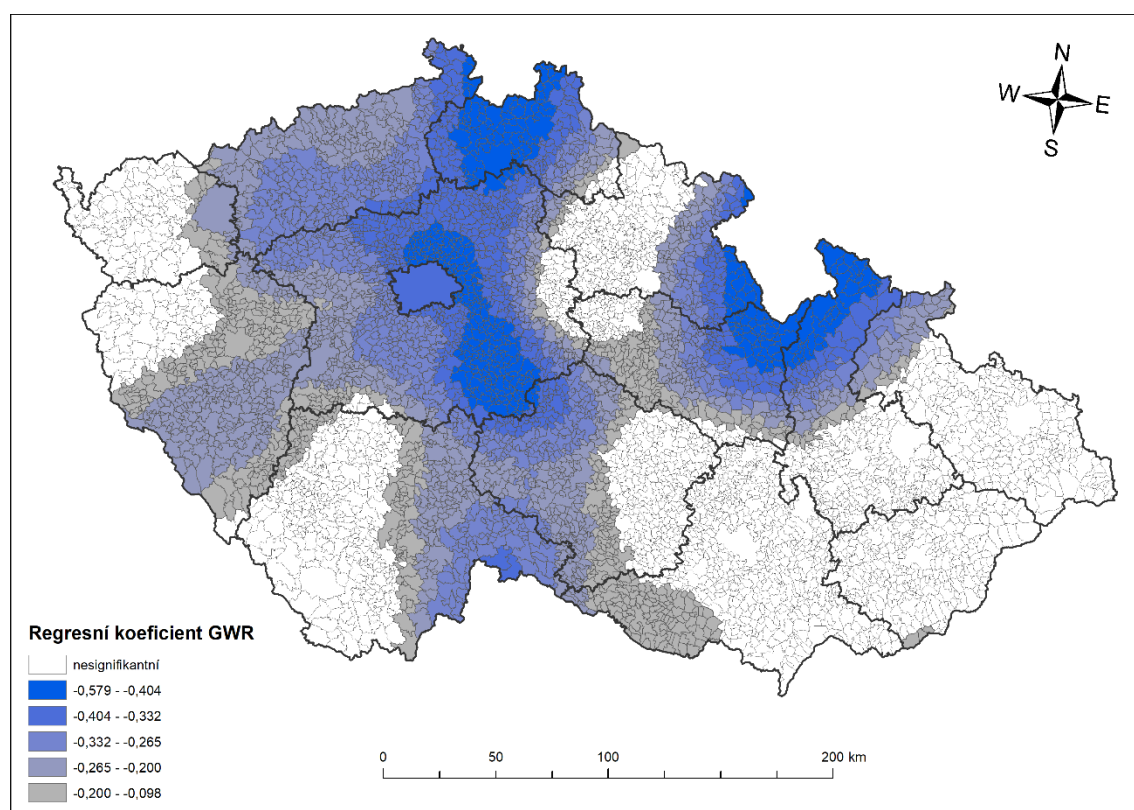 N
W E
S
Regresní koeficient GWR
nesignifikantní
-0,579 - -0,404
-0,404 - -0,332
-0,332 - -0,265
-0,265 - -0,200
-0,200 - -0,098
0 50 100 200 km